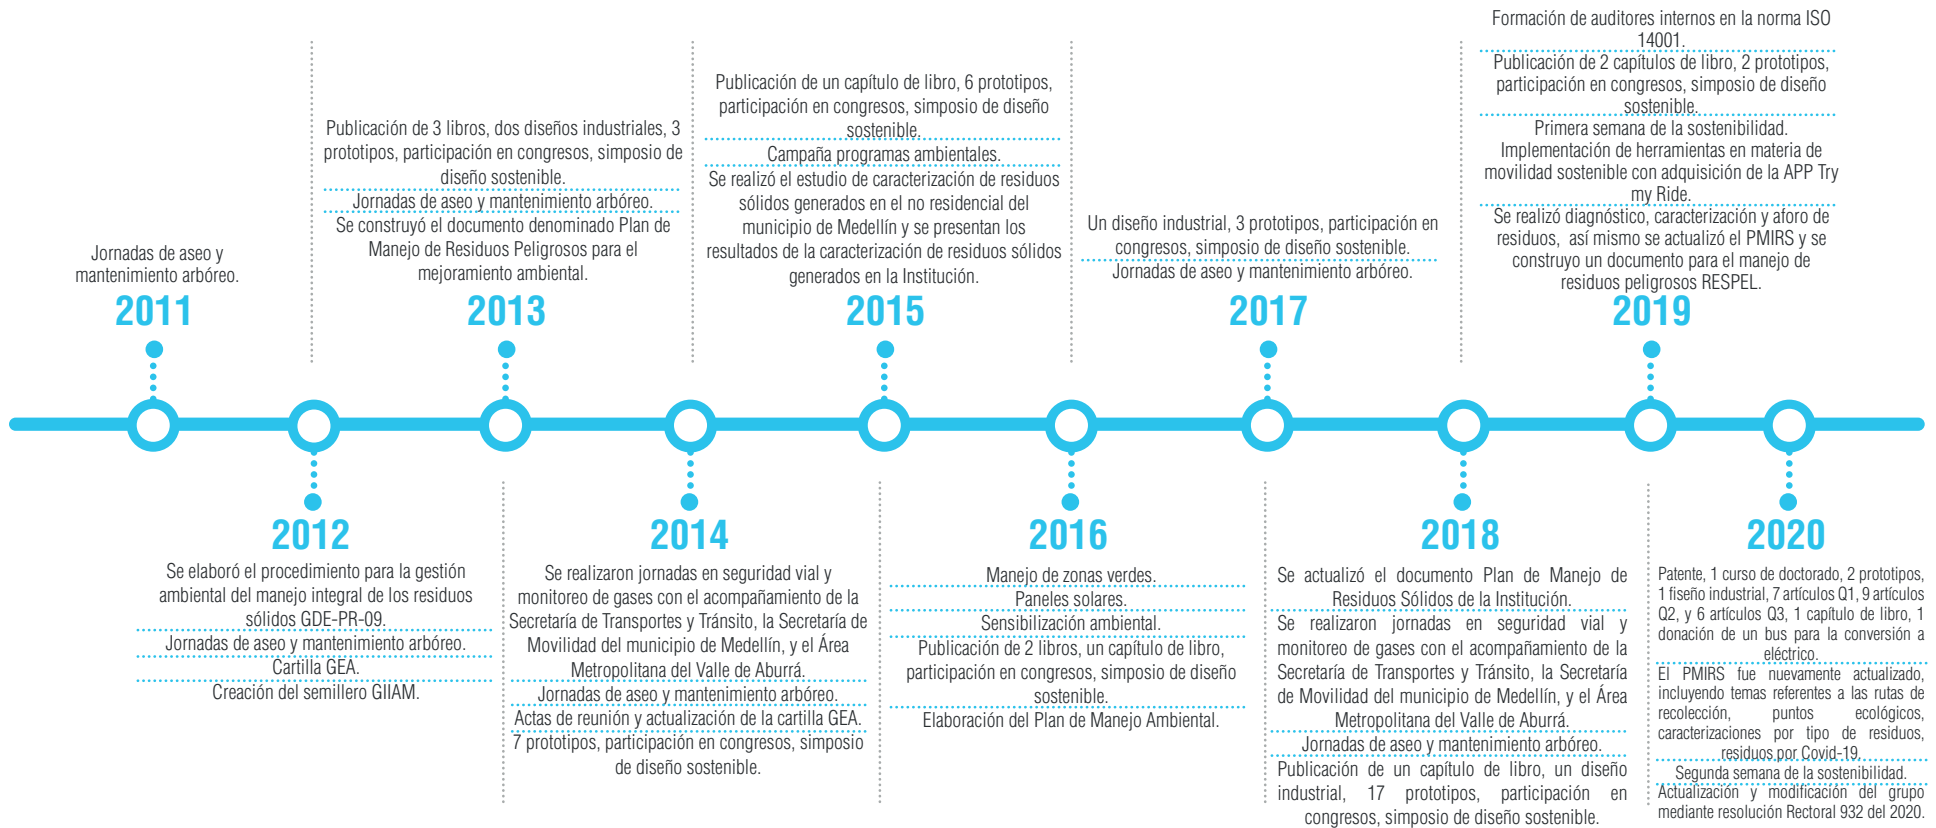 Jornadas de aseo y
mantenimiento arbóreo.
2011
Se elaboró el procedimiento para la gestión
ambiental del manejo integral de los residuos
sólidos GDE-PR-09.
Jornadas de aseo y mantenimiento arbóreo.
Cartilla GEA.
Creación del semillero GIIAM.
2012
Publicación de 3 libros, dos diseños industriales, 3
prototipos, participación en congresos, simposio de
diseño sostenible.
Jornadas de aseo y mantenimiento arbóreo.
Se construyó el documento denominado Plan de
Manejo de Residuos Peligrosos para el
mejoramiento ambiental.
2013
2014
Se realizaron jornadas en seguridad vial y
monitoreo de gases con el acompañamiento de la
Secretaría de Transportes y Tránsito, la Secretaría de
Movilidad del municipio de Medellín, y el Área
Metropolitana del Valle de Aburrá.
Jornadas de aseo y mantenimiento arbóreo.
Actas de reunión y actualización de la cartilla GEA.
7 prototipos, participación en congresos, simposio
de diseño sostenible.
Publicación de un capítulo de libro, 6 prototipos,
participación en congresos, simposio de diseño
sostenible.
Campaña programas ambientales.
Se realizó el estudio de caracterización de residuos
sólidos generados en el no residencial del
municipio de Medellín y se presentan los
resultados de la caracterización de residuos sólidos
generados en la Institución.
2015
2016
Manejo de zonas verdes.
Paneles solares.
Sensibilización ambiental.
Publicación de 2 libros, un capítulo de libro,
participación en congresos, simposio de diseño
sostenible.
Elaboración del Plan de Manejo Ambiental.
Un diseño industrial, 3 prototipos, participación en
congresos, simposio de diseño sostenible.
Jornadas de aseo y mantenimiento arbóreo.
2017
2018
Se actualizó el documento Plan de Manejo de
Residuos Sólidos de la Institución.
Se realizaron jornadas en seguridad vial y
monitoreo de gases con el acompañamiento de la
Secretaría de Transportes y Tránsito, la Secretaría
de Movilidad del municipio de Medellín, y el Área
Metropolitana del Valle de Aburrá.
Jornadas de aseo y mantenimiento arbóreo.
Publicación de un capítulo de libro, un diseño
industrial, 17 prototipos, participación en
congresos, simposio de diseño sostenible.
Formación de auditores internos en la norma ISO
14001.
Publicación de 2 capítulos de libro, 2 prototipos,
participación en congresos, simposio de diseño
sostenible.
Primera semana de la sostenibilidad.
Implementación de herramientas en materia de
movilidad sostenible con adquisición de la APP Try
my Ride.
Se realizó diagnóstico, caracterización y aforo de
residuos, así mismo se actualizó el PMIRS y se
construyo un documento para el manejo de
residuos peligrosos RESPEL.
2019
2020
Patente, 1 curso de doctorado, 2 prototipos,
1 fiseño industrial, 7 artículos Q1, 9 artículos
Q2, y 6 artículos Q3, 1 capítulo de libro, 1
donación de un bus para la conversión a
eléctrico.
El PMIRS fue nuevamente actualizado,
incluyendo temas referentes a las rutas de
recolección, puntos ecológicos,
caracterizaciones por tipo de residuos,
residuos por Covid-19.
Segunda semana de la sostenibilidad.
Actualización y modificación del grupo
mediante resolución Rectoral 932 del 2020.